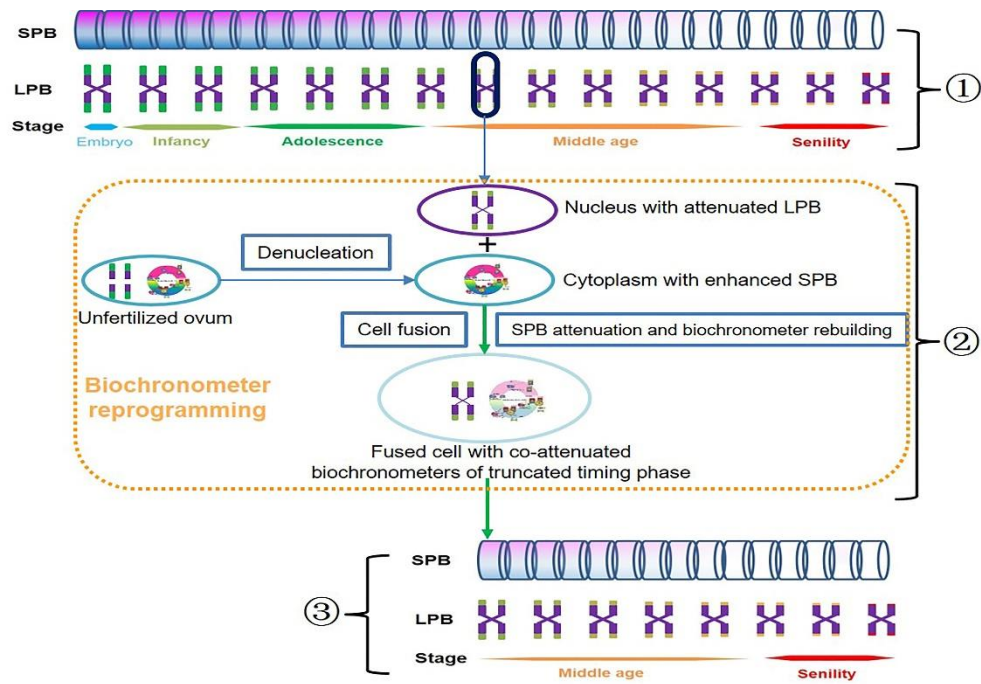 SPB
LPB
Stage
Embryo
Infancy
Adolescence
Middle age
Senility
①
Nucleus with attenuated LPB
+
Denucleation
Unfertilized ovum
Cytoplasm with enhanced SPB
Cell fusion
SPB attenuation and biochronometer rebuilding
②
Biochronometer
reprogramming
Fused cell with co-attenuated
biochronometers of truncated timing phase
SPB
③
LPB
Stage
Middle age
Senility